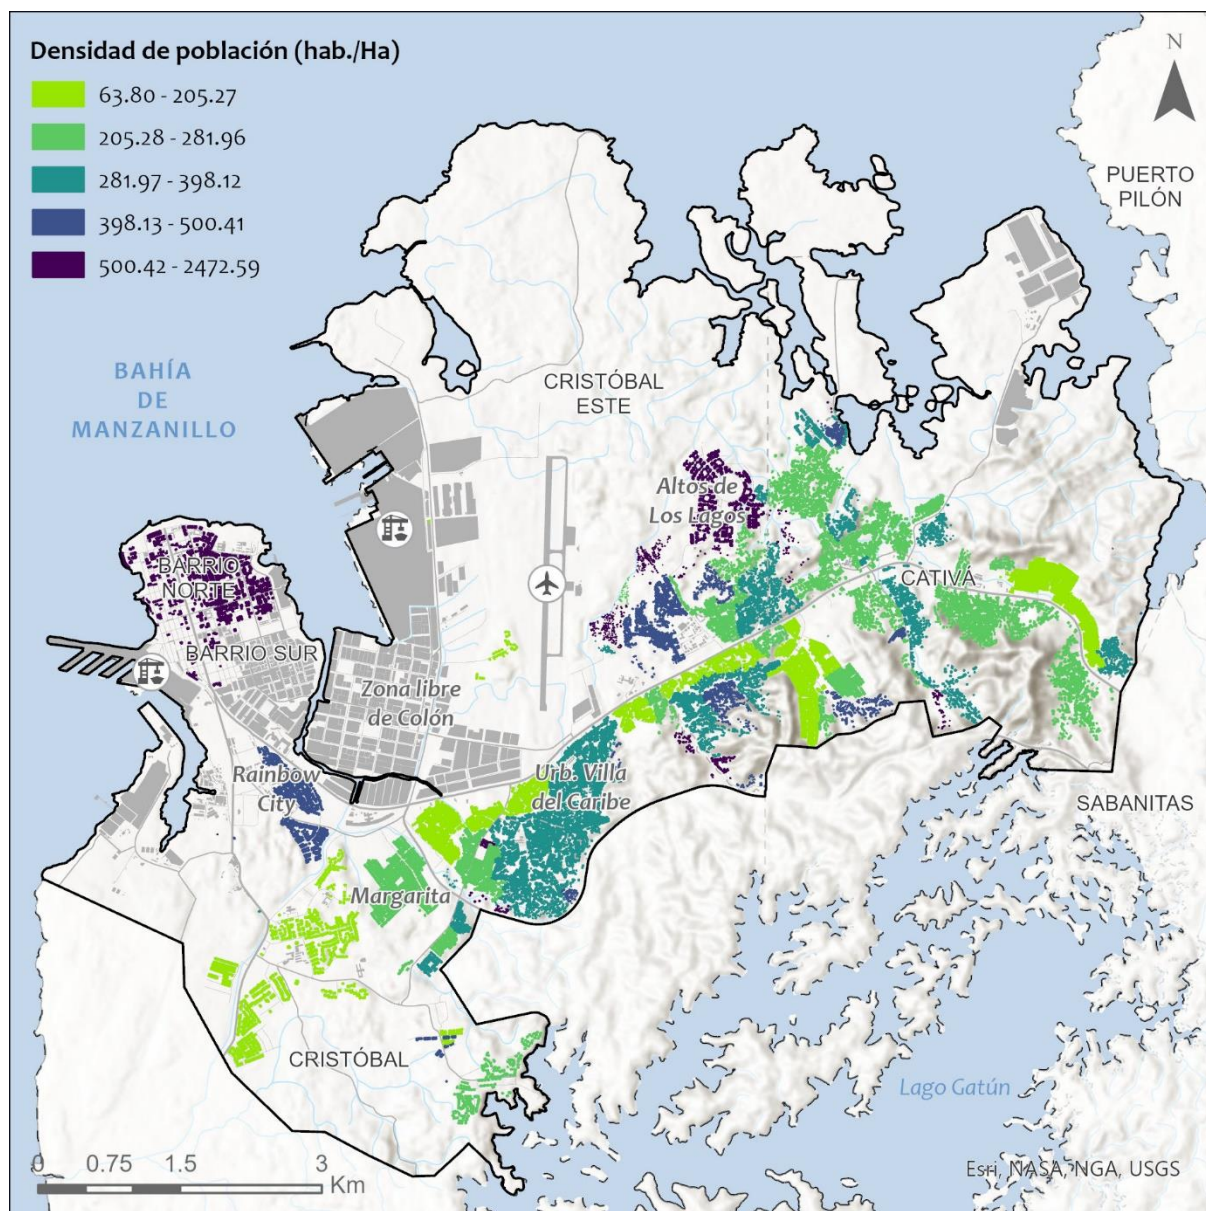 Densidad de población (hab./Ha)
63.80 - 205.27
205.28 - 281.96
281.97 - 398.12
398.13 - 500.41
500.42 - 2472.59
N
PUERTO
PILÓN
BAHÍA
DE
MANZANILLO
CRISTÓBAL
ESTE
Altos de
Los Lagos
BARRIO
NORTE
CATIVÁ
BARRIO SUR
Zona libre
de Colón
Rainbow
City
Urb. Villa
del Caribe
SABANITAS
Margarita
CRISTÓBAL
Lago Gatún
0 0.75 1.5 3
Km
Esri, NASA, NGA, USGS